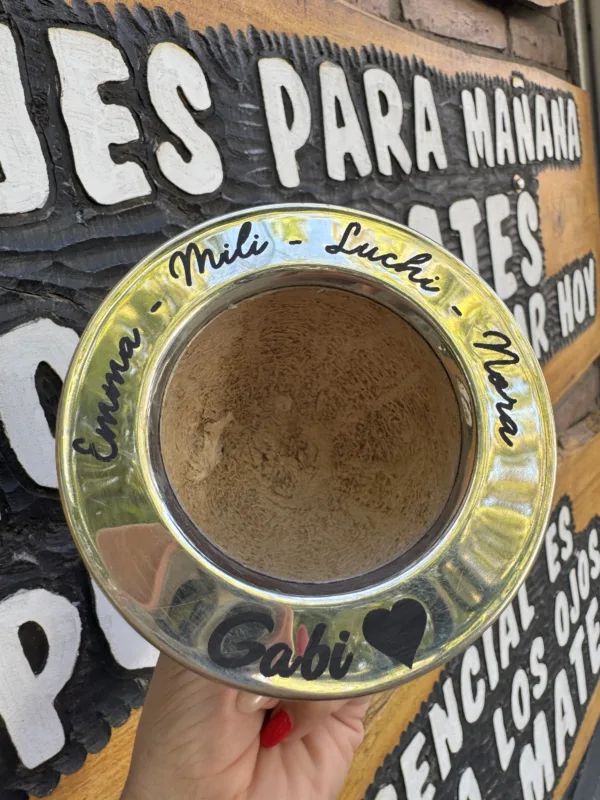 JES PARA MAÑANA
ATES
AR HOY
Emma - Mili - Luchi - Nora
Gabi
ENCIAL ES
LOS OJOS
MATE